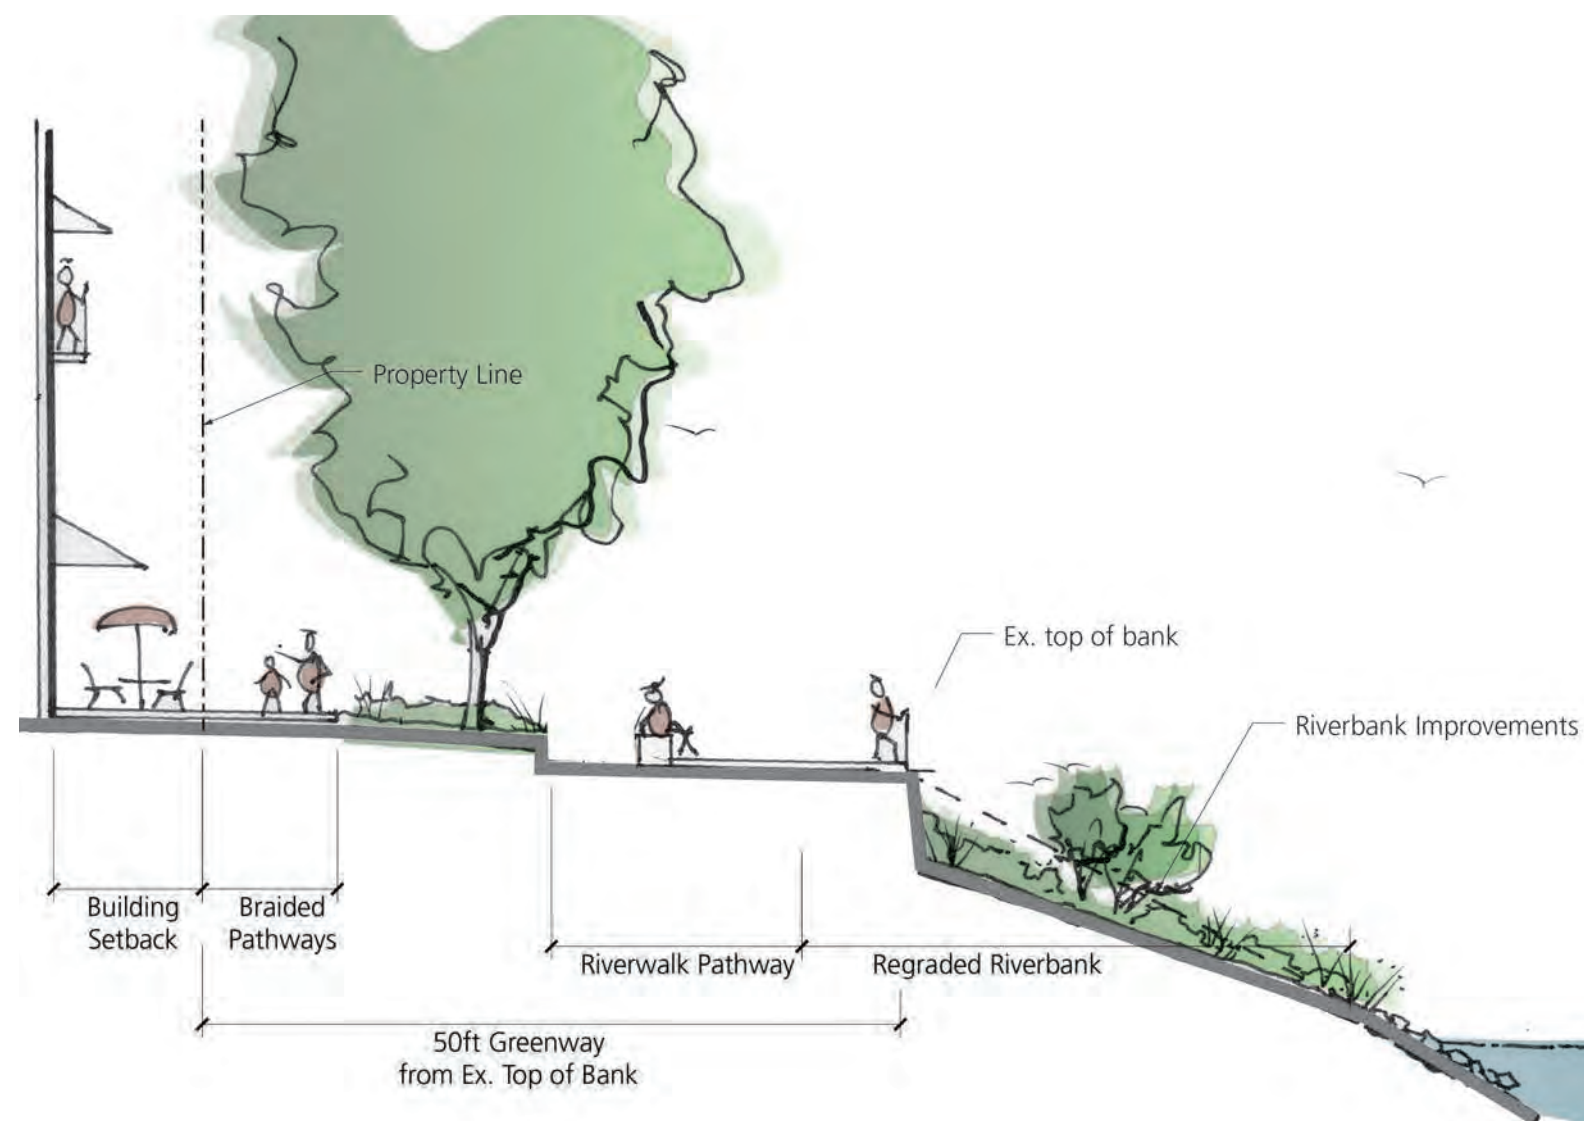 Property Line
Ex. top of bank
Riverbank Improvements
Building
Setback
Braided
Pathways
Riverwalk Pathway
Regraded Riverbank
50ft Greenway
from Ex. Top of Bank